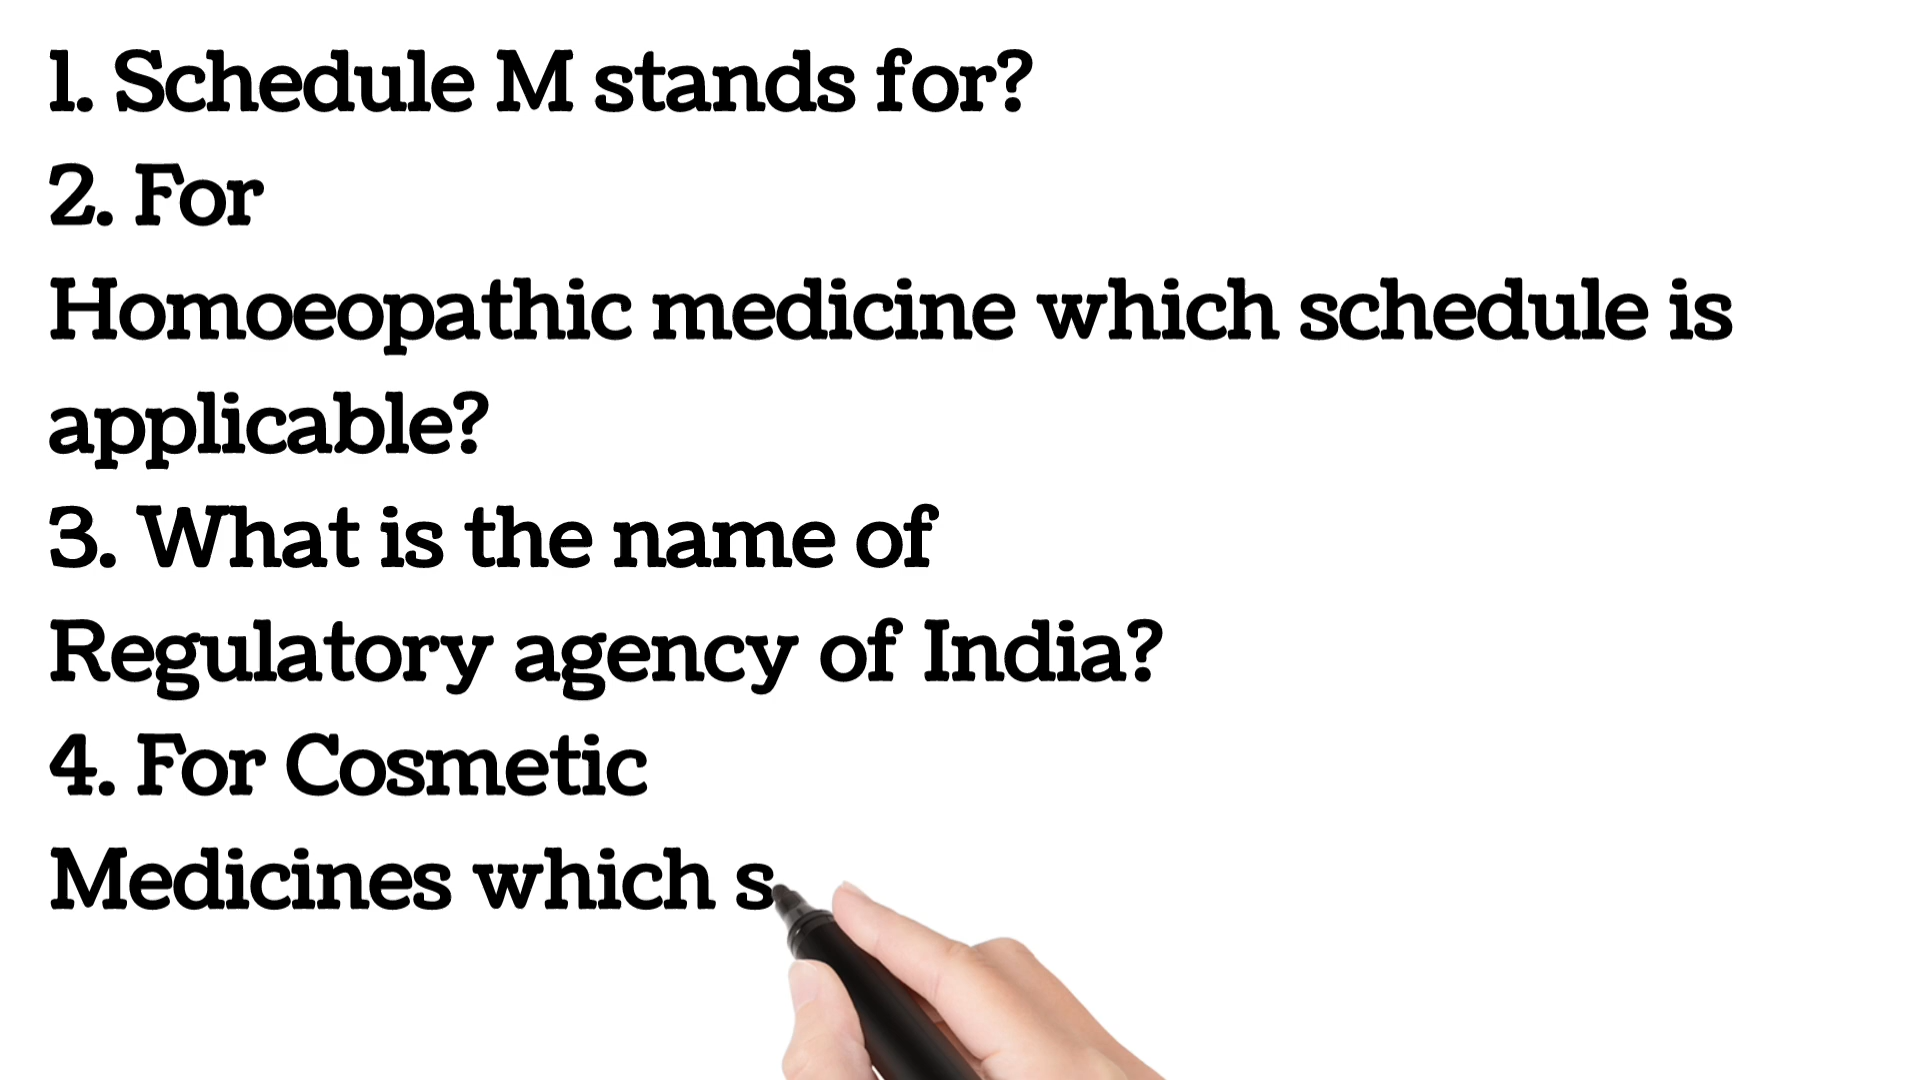 1. Schedule M stands for?
2. For
Homoeopathic medicine which schedule is
applicable?
3. What is the name of
Regulatory agency of India?
4. For Cosmetic
Medicines which s